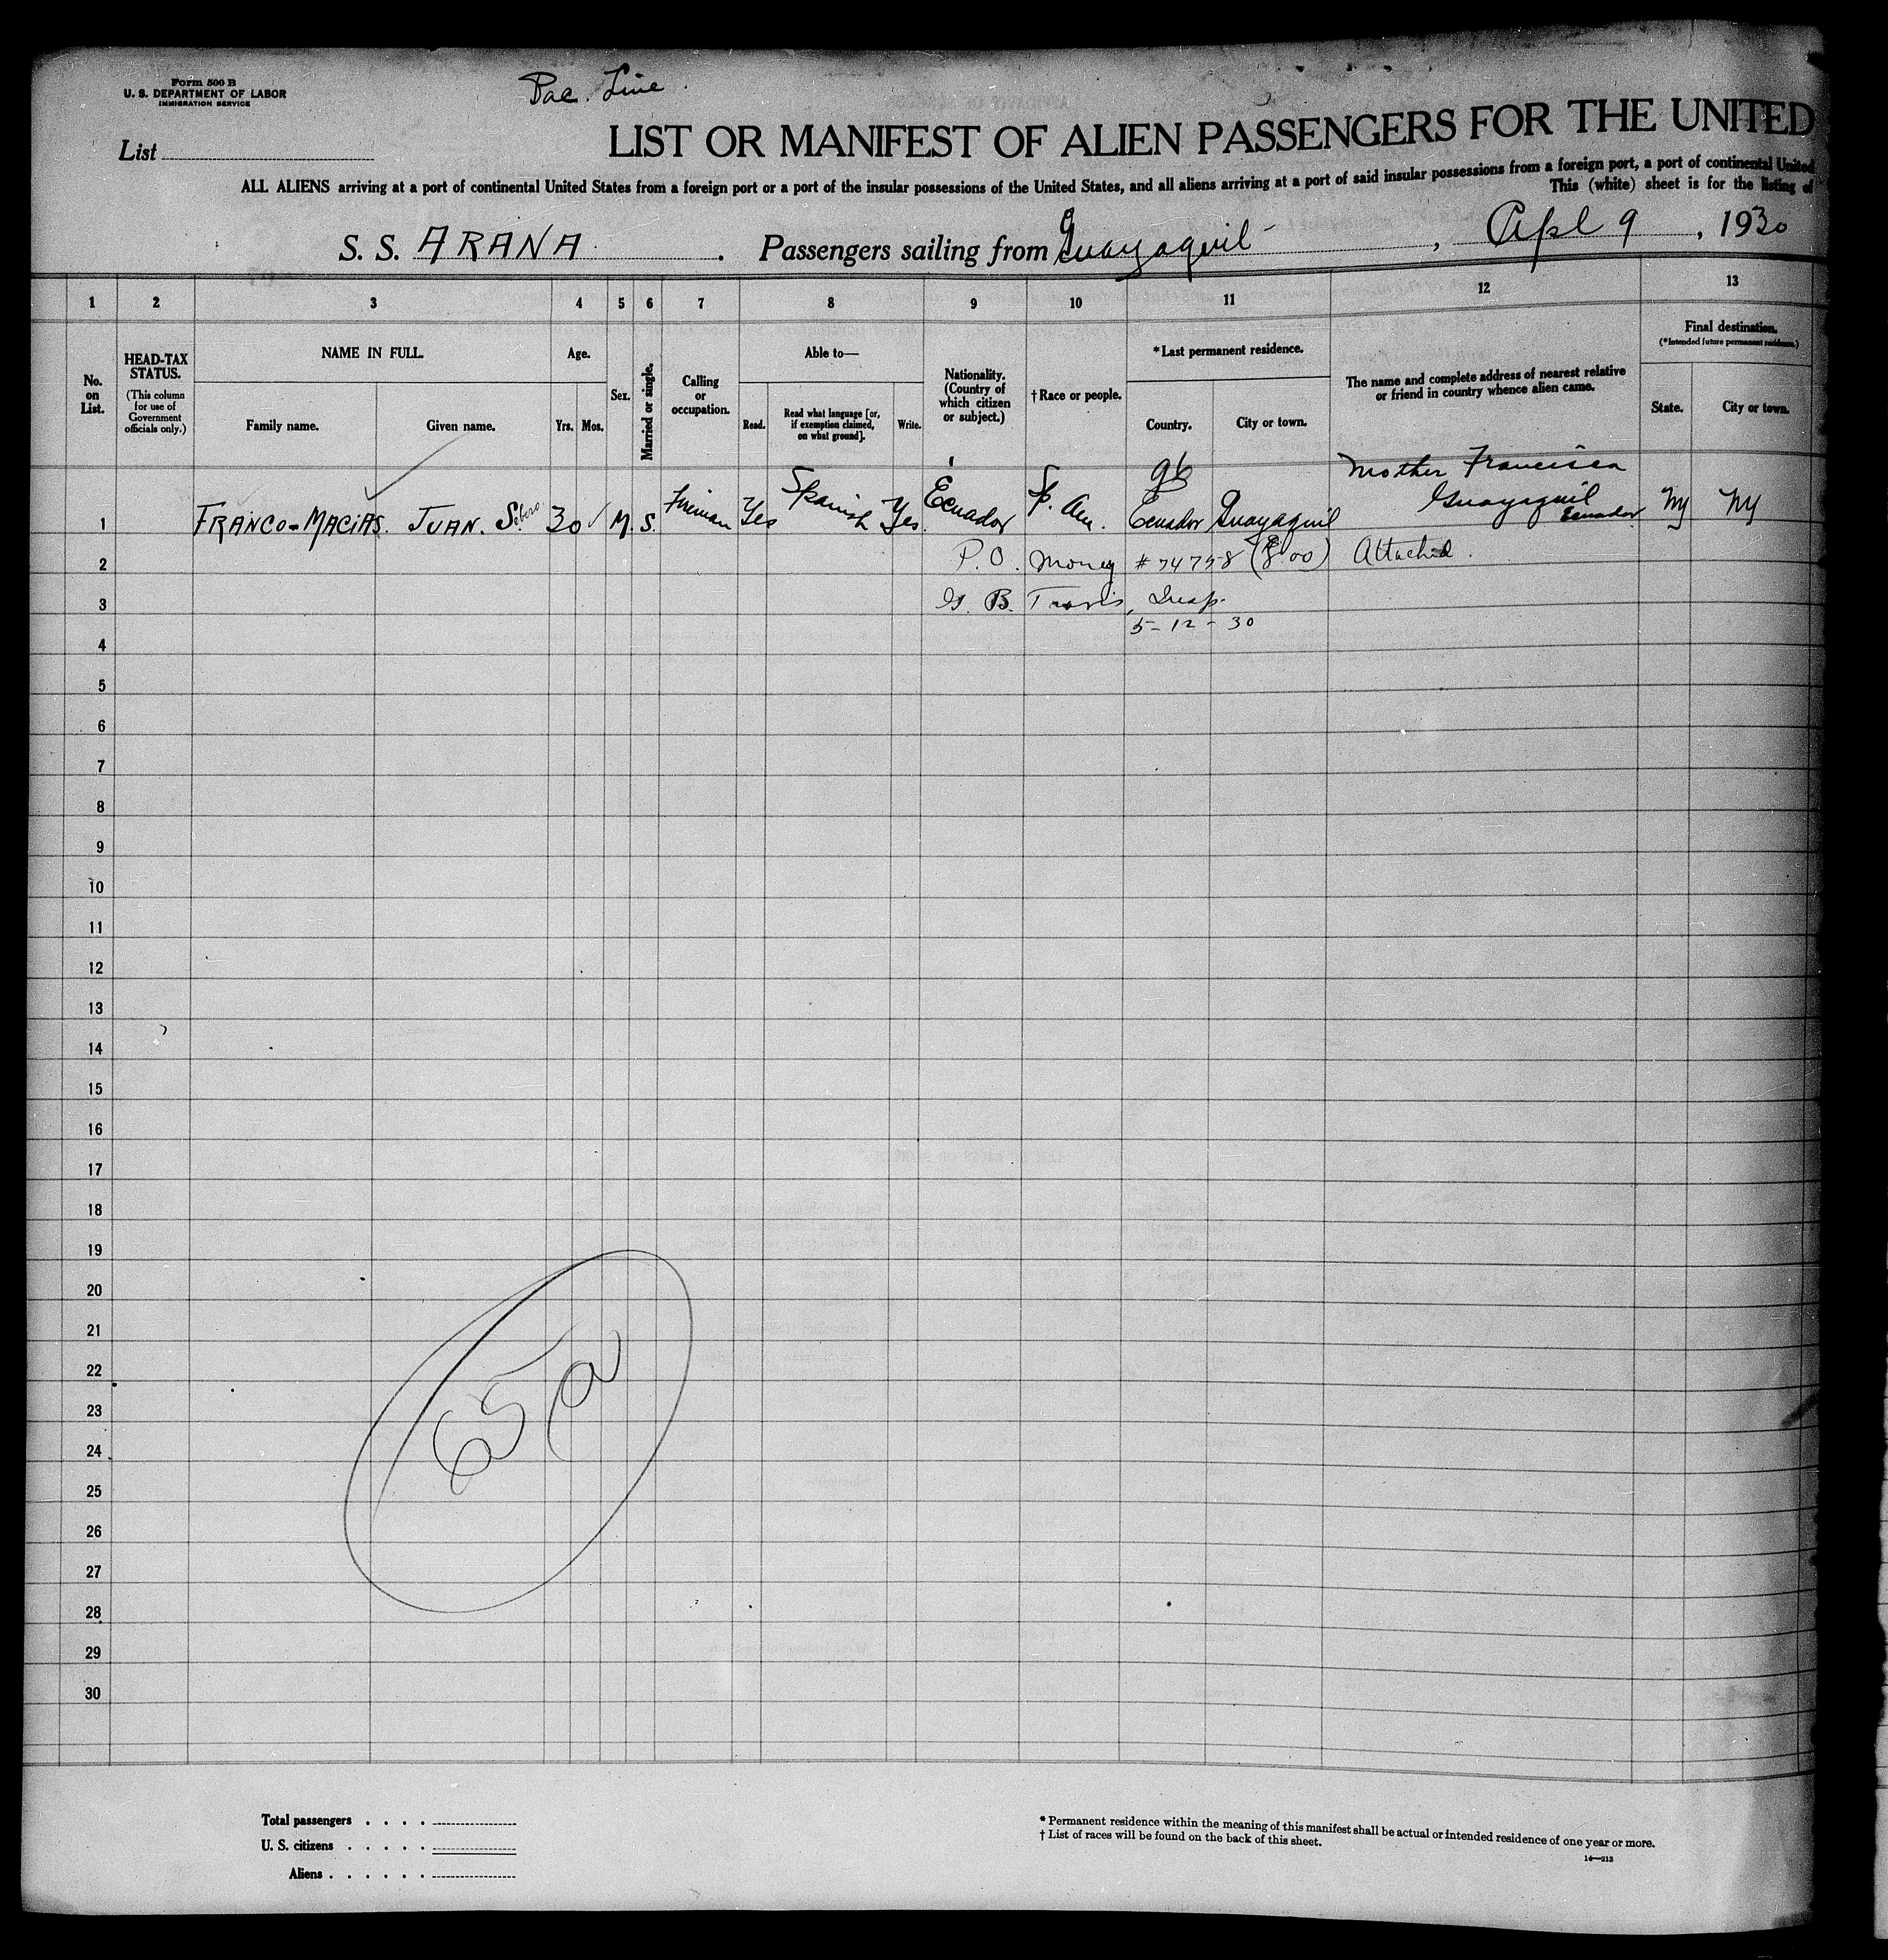 Form 500 B
U. S. DEPARTMENT OF LABOR
IMMIGRATION SERVICE
Pac. Line
List
LIST OR MANIFEST OF ALIEN PASSENGERS FOR THE UNITED
ALL ALIENS arriving at a port of continental United States from a foreign port or a port of the insular possessions of the United States, and all aliens arriving at a port of said insular possessions from a foreign port, a port of continental United
This (white) sheet is for the listing of
S. S. ARANA. Passengers sailing from Guayaquil, Apl 9, 1930
1 2 3 4 5 6 7 8 9 10 11 12 13
No. on List.
HEAD-TAX STATUS.
(This column for use of Government officials only.)
NAME IN FULL.
Family name. Given name.
Age.
Yrs. Mos.
Sex.
Married or single.
Calling or occupation.
Able to—
Read. Read what language [or, if exemption claimed, on what ground]. Write.
Nationality. (Country of which citizen or subject.)
†Race or people.
*Last permanent residence.
Country. City or town.
The name and complete address of nearest relative or friend in country whence alien came.
Final destination.
(*Intended future permanent residence.)
State. City or town.
Mother Francisca
1 FRANCO-MACIAS. JUAN. 30 M. S. Fireman Yes Spanish Yes Ecuador Sp. Am. Ecuador Guayaquil Guayaquil Ecuador NY NY
2 P.O. Money (8.00) Attached.
3 B. Travis, Insp.
5-12-30
4
5
6
7
8
9
10
11
12
13
14
15
16
17
18
19
20
21
22
23
24
25
26
27
28
29
30
65
Total passengers . . . .
U. S. citizens . . . . .
Aliens . . . . . .
* Permanent residence within the meaning of this manifest shall be actual or intended residence of one year or more.
† List of races will be found on the back of this sheet.
14—213